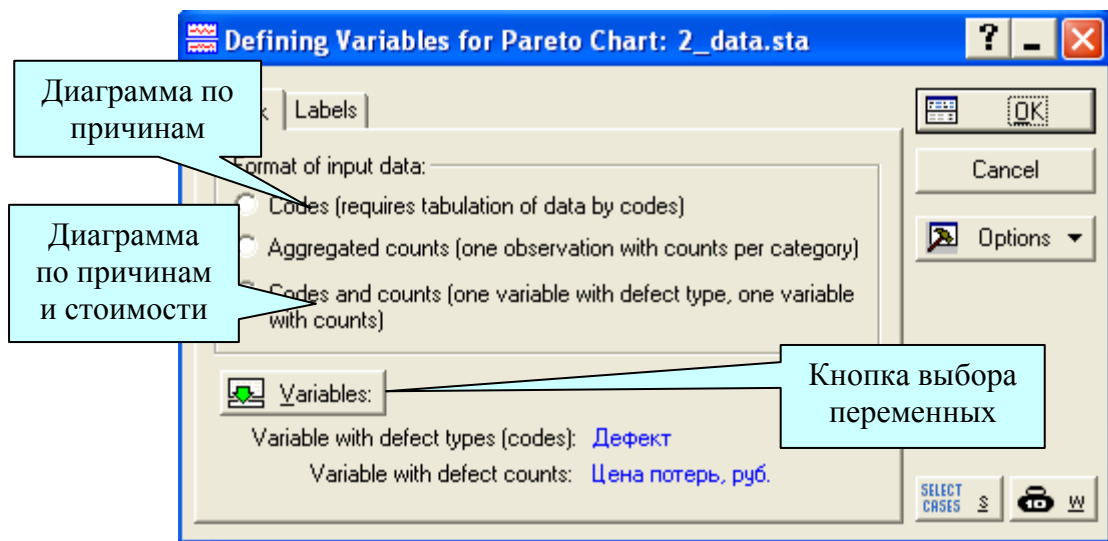 Defining Variables for Pareto Chart: 2_data.sta
Диаграмма по
причинам
Labels
OK
Format of input data:
Cancel
Codes (requires tabulation of data by codes)
Диаграмма
по причинам
и стоимости
Aggregated counts (one observation with counts per category)
Options
Codes and counts (one variable with defect type, one variable
with counts)
Кнопка выбора
переменных
Variables:
Variable with defect types (codes): Дефект
Variable with defect counts: Цена потерь, руб.
SELECT
CASES S
W